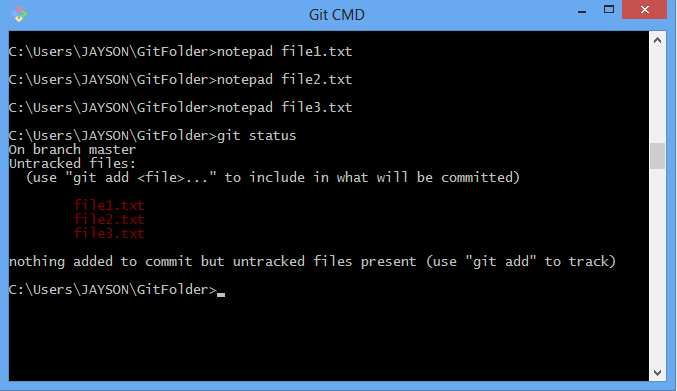 Git CMD
C:\Users\JAYSON\GitFolder>notepad file1.txt
C:\Users\JAYSON\GitFolder>notepad file2.txt
C:\Users\JAYSON\GitFolder>notepad file3.txt
C:\Users\JAYSON\GitFolder>git status
On branch master
Untracked files:
  (use "git add <file>..." to include in what will be committed)
        file1.txt
        file2.txt
        file3.txt
nothing added to commit but untracked files present (use "git add" to track)
C:\Users\JAYSON\GitFolder>